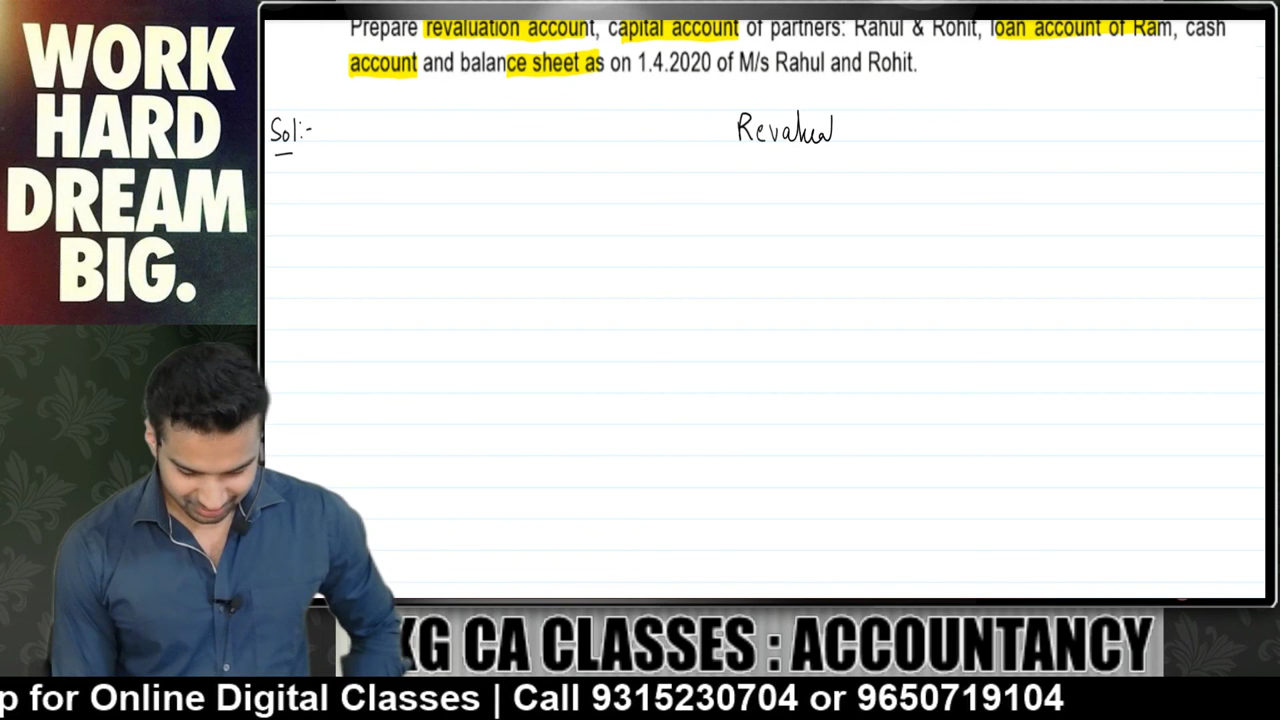 WORK
HARD
DREAM
BIG.
Prepare revaluation account, capital account of partners: Rahul & Rohit, loan account of Ram, cash
account and balance sheet as on 1.4.2020 of M/s Rahul and Rohit.
Sol:-
Revalua
KG CA CLASSES : ACCOUNTANCY
p for Online Digital Classes | Call 9315230704 or 9650719104